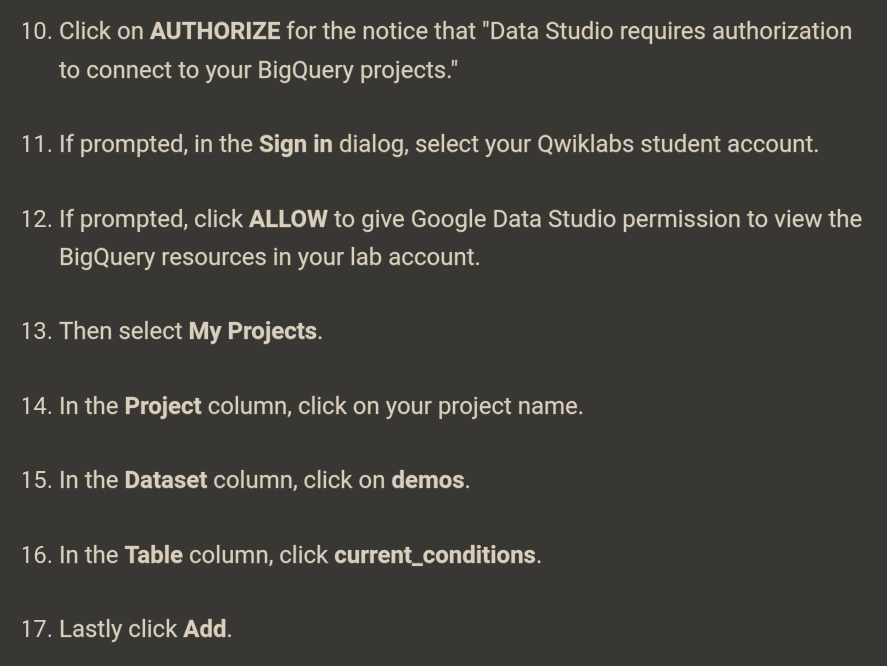 10. Click on AUTHORIZE for the notice that "Data Studio requires authorization
to connect to your BigQuery projects."
11. If prompted, in the Sign in dialog, select your Qwiklabs student account.
12. If prompted, click ALLOW to give Google Data Studio permission to view the
BigQuery resources in your lab account.
13. Then select My Projects.
14. In the Project column, click on your project name.
15. In the Dataset column, click on demos.
16. In the Table column, click current_conditions.
17. Lastly click Add.